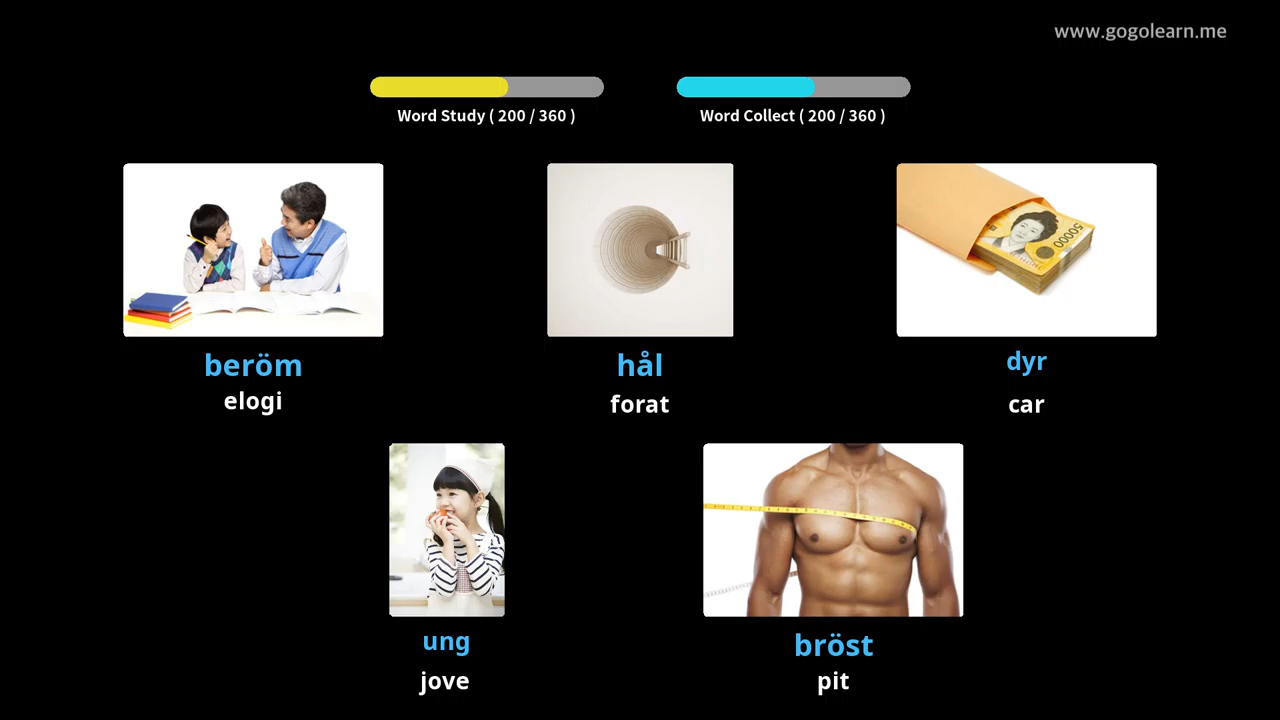 www.gogolearn.me
Word Study ( 200 / 360 )
Word Collect ( 200 / 360 )
50000
beröm
elogi
hål
forat
dyr
car
ung
jove
bröst
pit